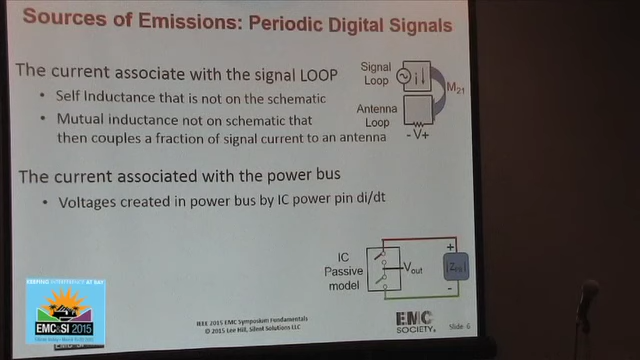 Sources of Emissions: Periodic Digital Signals
The current associate with the signal LOOP
• Self Inductance that is not on the schematic
• Mutual inductance not on schematic that
then couples a fraction of signal current to an antenna
Signal
Loop
i
M21
Antenna
Loop
- V+
The current associated with the power bus
• Voltages created in power bus by IC power pin di/dt
IC
Passive
model
Vout
+
-
EMC&SI 2015
IEEE 2015 EMC Symposium Fundamentals
© 2015 Lee Hill, Silent Solutions LLC
EMC
SOCIETY
Slide 6